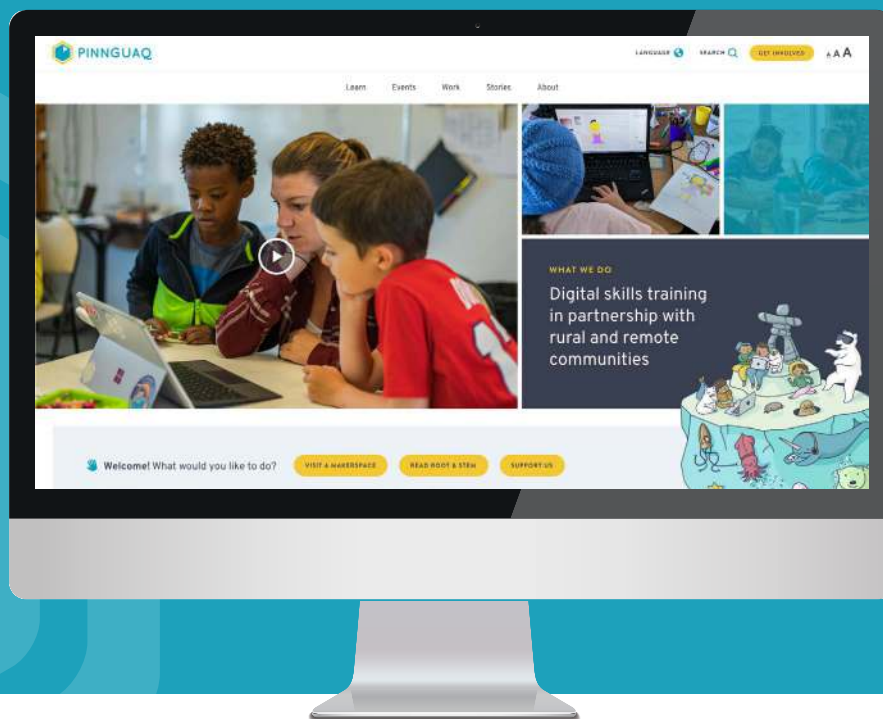 PINNGUAQ
LANGUAGE SEARCH GET INVOLVED A A A
Learn Events Work Stories About
WHAT WE DO
Digital skills training
in partnership with
rural and remote
communities
Welcome! What would you like to do? VISIT A MAKERSPACE READ ROOT & STEM SUPPORT US